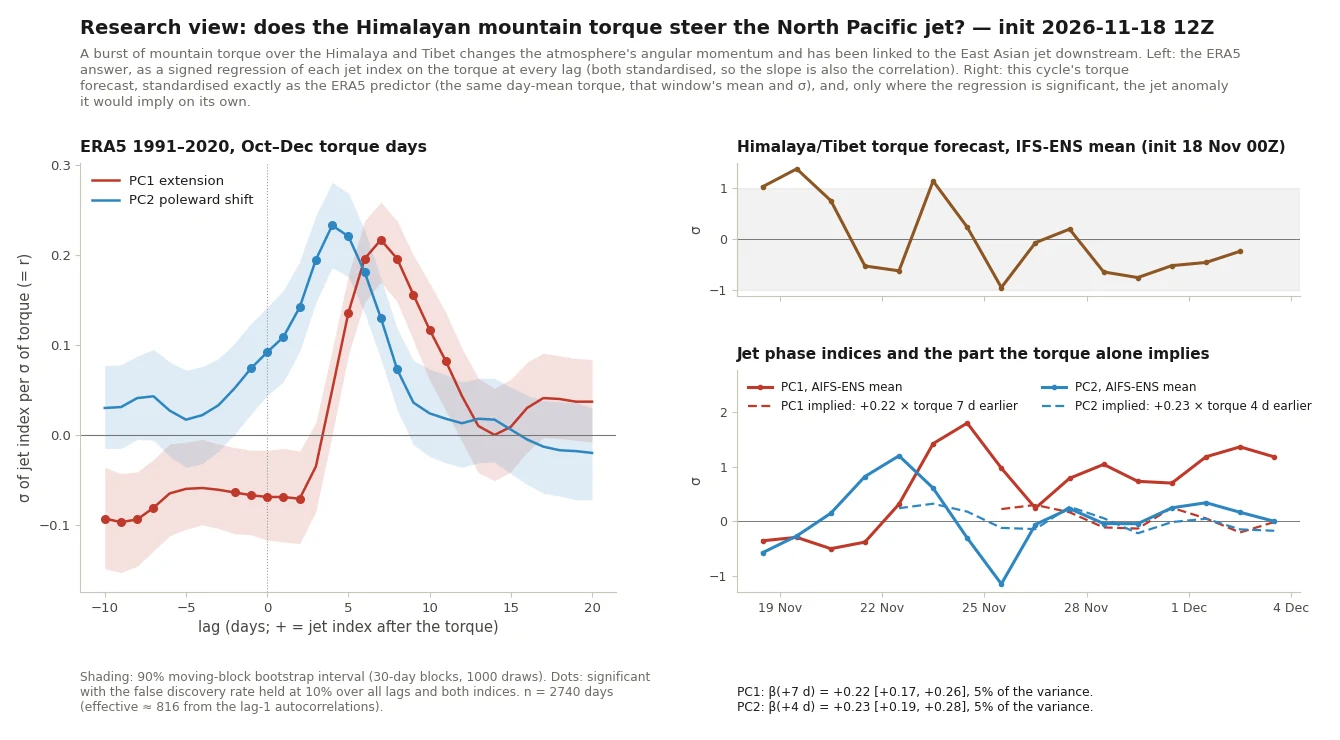 Research view: does the Himalayan mountain torque steer the North Pacific jet? — init 2026-11-18 12Z
A burst of mountain torque over the Himalaya and Tibet changes the atmosphere's angular momentum and has been linked to the East Asian jet downstream. Left: the ERA5
answer, as a signed regression of each jet index on the torque at every lag (both standardised, so the slope is also the correlation). Right: this cycle's torque
forecast, standardised exactly as the ERA5 predictor (the same day-mean torque, that window's mean and σ), and, only where the regression is significant, the jet anomaly
it would imply on its own.
ERA5 1991–2020, Oct–Dec torque days
σ of jet index per σ of torque (= r)
0.3
0.2
0.1
0.0
−0.1
PC1 extension
PC2 poleward shift
−10
−5
0
5
10
15
20
lag (days; + = jet index after the torque)
Shading: 90% moving-block bootstrap interval (30-day blocks, 1000 draws). Dots: significant
with the false discovery rate held at 10% over all lags and both indices. n = 2740 days
(effective ≈ 816 from the lag-1 autocorrelations).
Himalaya/Tibet torque forecast, IFS-ENS mean (init 18 Nov 00Z)
σ
1
0
−1
Jet phase indices and the part the torque alone implies
σ
2
1
0
−1
PC1, AIFS-ENS mean
PC1 implied: +0.22 × torque 7 d earlier
PC2, AIFS-ENS mean
PC2 implied: +0.23 × torque 4 d earlier
19 Nov
22 Nov
25 Nov
28 Nov
1 Dec
4 Dec
PC1: β(+7 d) = +0.22 [+0.17, +0.26], 5% of the variance.
PC2: β(+4 d) = +0.23 [+0.19, +0.28], 5% of the variance.